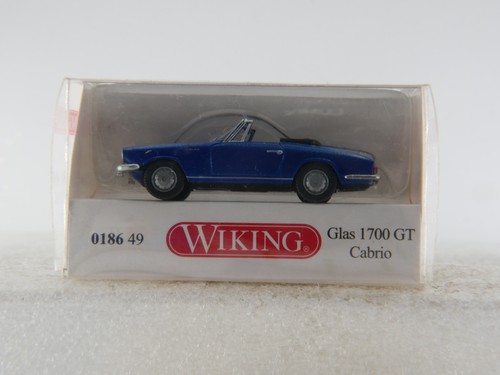 0186 49
WIKING®
Glas 1700 GT
Cabrio